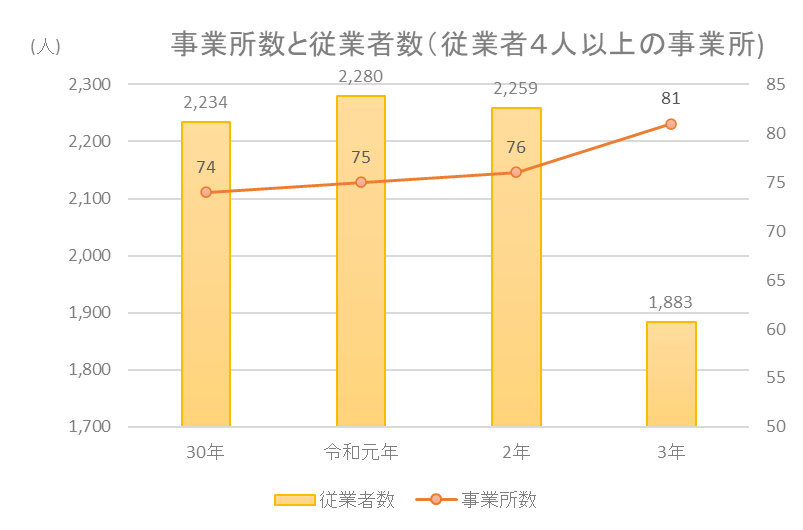 (人)
事業所数と従業者数(従業者4人以上の事業所)
2,300
2,200
2,100
2,000
1,900
1,800
1,700
2,234
2,280
2,259
1,883
74
75
76
81
85
80
75
70
65
60
55
50
30年
令和元年
2年
3年
従業者数
事業所数